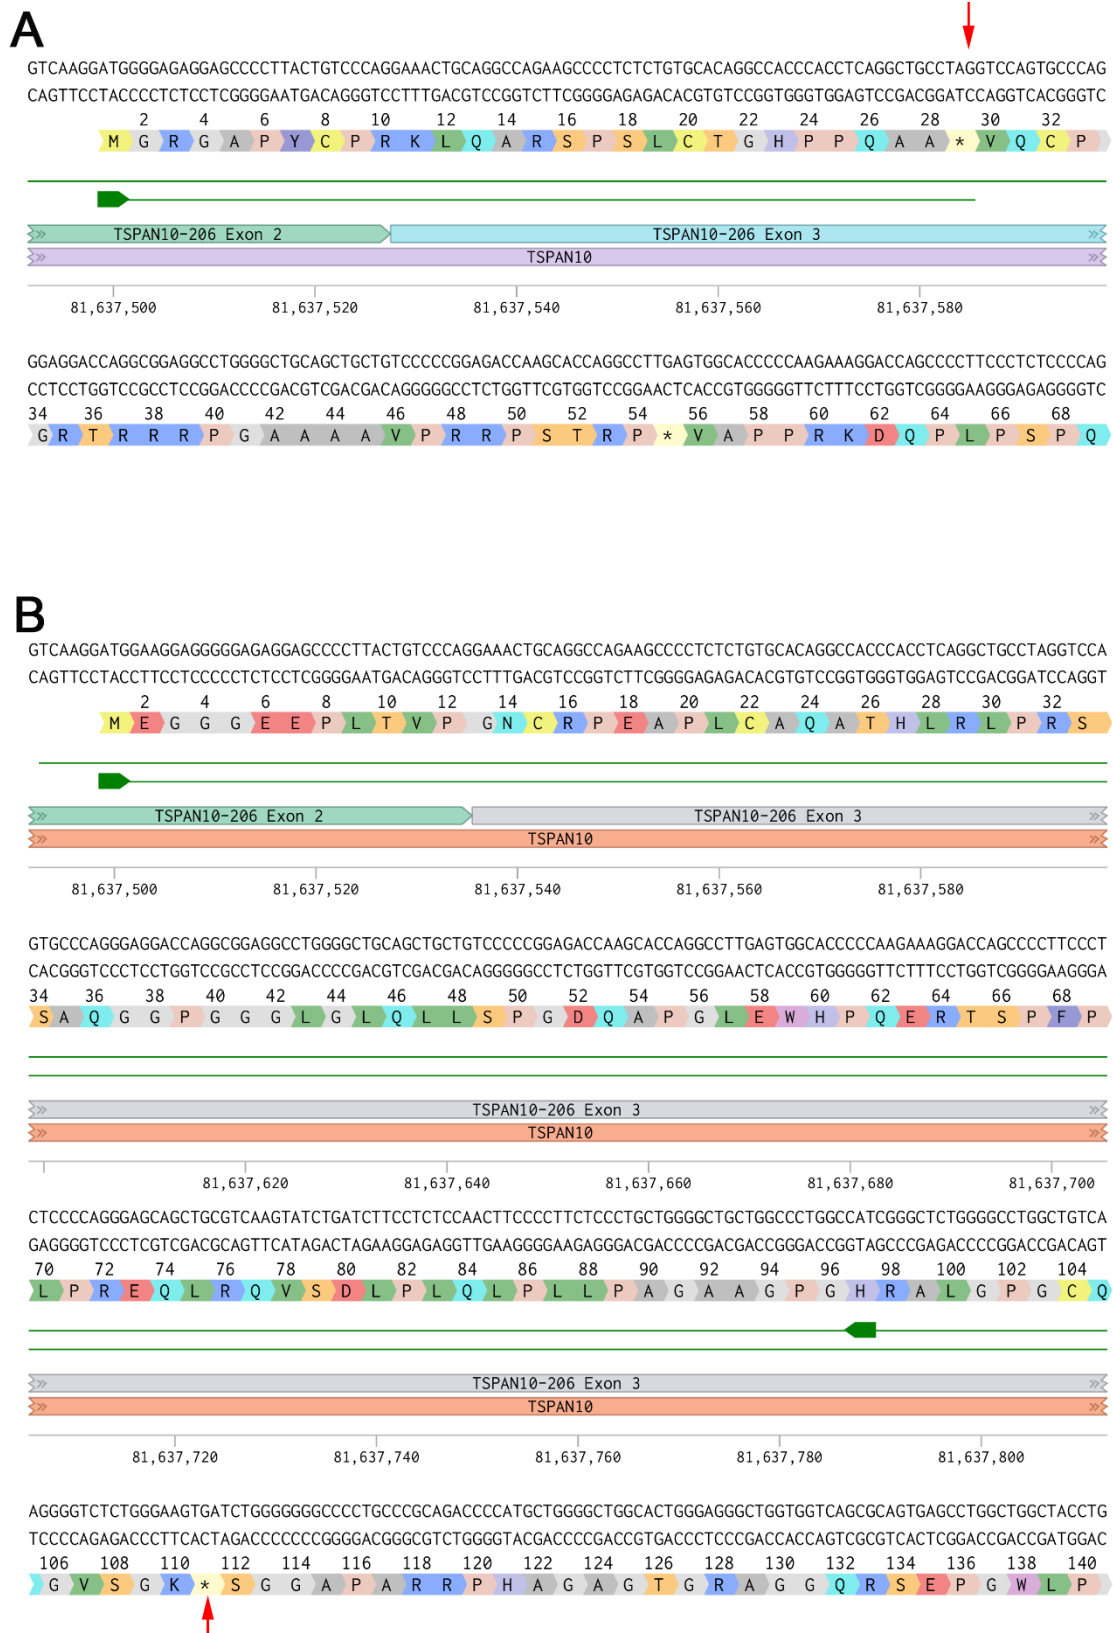 A
GTCAAGGATGGGGAGAGGAGCCCCTTACTGTCCCAGGAAACTGCAGGCCAGAAGCCCCTCTCTGTGCACAGGCCACCCACCTCAGGCTGCCTAGGTCCAGTGCCCAG
CAGTTCCTACCCCTCTCCTCGGGGAATGACAGGGTCCTTTGACGTCCGGTCTTCGGGGAGAGACACGTGTCCGGTGGGTGGAGTCCGACGGATCCAGGTCACGGGTC
2 4 6 8 10 12 14 16 18 20 22 24 26 28 30 32
M G R G A P Y C P R K L Q A R S P S L C T G H P P Q A A * V Q C P
TSPAN10-206 Exon 2 TSPAN10-206 Exon 3
TSPAN10
81,637,500 81,637,520 81,637,540 81,637,560 81,637,580
GGAGGACCAGGCGGAGGCCTGGGGCTGCAGCTGCTGTCCCCCGGAGACCAAGCACCAGGCCTTGAGTGGCACCCCCAAGAAAGGACCAGCCCCTTCCCTCTCCCCAG
CCTCCTGGTCCGCCTCCGGACCCCGACGTCGACGACAGGGGGCCTCTGGTTCGTGGTCCGGAACTCACCGTGGGGGTTCTTTCCTGGTCGGGGAAGGGAGAGGGGTC
34 36 38 40 42 44 46 48 50 52 54 56 58 60 62 64 66 68
G R T R R R P G A A A A V P R R P S T R P * V A P P R K D Q P L P S P Q
B
GTCAAGGATGGAAGGAGGGGGAGAGGAGCCCCTTACTGTCCCAGGAAACTGCAGGCCAGAAGCCCCTCTCTGTGCACAGGCCACCCACCTCAGGCTGCCTAGGTCCA
CAGTTCCTACCTTCCTCCCCCTCTCCTCGGGGAATGACAGGGTCCTTTGACGTCCGGTCTTCGGGGAGAGACACGTGTCCGGTGGGTGGAGTCCGACGGATCCAGGT
2 4 6 8 10 12 14 16 18 20 22 24 26 28 30 32
M E G G G E E P L T V P G N C R P E A P L C A Q A T H L R L P R S
TSPAN10-206 Exon 2 TSPAN10-206 Exon 3
TSPAN10
81,637,500 81,637,520 81,637,540 81,637,560 81,637,580
GTGCCCAGGGAGGACCAGGCGGAGGCCTGGGGCTGCAGCTGCTGTCCCCCGGAGACCAAGCACCAGGCCTTGAGTGGCACCCCCAAGAAAGGACCAGCCCCTTCCCT
CACGGGTCCCTCCTGGTCCGCCTCCGGACCCCGACGTCGACGACAGGGGGCCTCTGGTTCGTGGTCCGGAACTCACCGTGGGGGTTCTTTCCTGGTCGGGGAAGGGA
34 36 38 40 42 44 46 48 50 52 54 56 58 60 62 64 66 68
S A Q G G P G G G L G L Q L L S P G D Q A P G L E W H P Q E R T S P F P
TSPAN10-206 Exon 3
TSPAN10
81,637,620 81,637,640 81,637,660 81,637,680 81,637,700
CTCCCCAGGGAGCAGCTGCGTCAAGTATCTGATCTTCCTCTCCAACTTCCCCTTCTCCCTGCTGGGGCTGCTGGCCCTGGCCATCGGGCTCTGGGGCCTGGCTGTCA
GAGGGGTCCCTCGTCGACGCAGTTCATAGACTAGAAGGAGAGGTTGAAGGGGAAGAGGGACGACCCCGACGACCGGGACCGGTAGCCCGAGACCCCGGACCGACAGT
70 72 74 76 78 80 82 84 86 88 90 92 94 96 98 100 102 104
L P R E Q L R Q V S D L P L Q L P L L P A G A A G P G H R A L G P G C Q
TSPAN10-206 Exon 3
TSPAN10
81,637,720 81,637,740 81,637,760 81,637,780 81,637,800
AGGGGTCTCTGGGAAGTGATCTGGGGGGGCCCCTGCCCGCAGACCCCATGCTGGGGCTGGCACTGGGAGGGCTGGTGGTCAGCGCAGTGAGCCTGGCTGGCTACCTG
TCCCCAGAGACCCTTCACTAGACCCCCCCGGGGACGGGCGTCTGGGGTACGACCCCGACCGTGACCCTCCCGACCACCAGTCGCGTCACTCGGACCGACCGATGGAC
106 108 110 112 114 116 118 120 122 124 126 128 130 132 134 136 138 140
G V S G K * S G G A P A R R P H A G A G T G R A G G Q R S E P G W L P